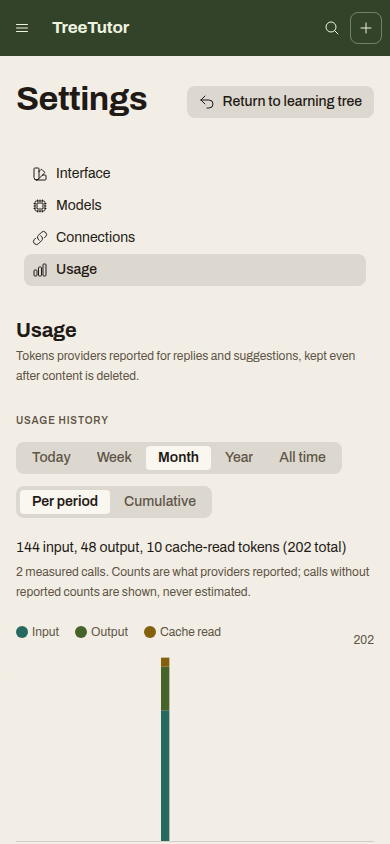 TreeTutor
Settings
Return to learning tree
Interface
Models
Connections
Usage
Usage
Tokens providers reported for replies and suggestions, kept even
after content is deleted.
USAGE HISTORY
Today Week Month Year All time
Per period Cumulative
144 input, 48 output, 10 cache-read tokens (202 total)
2 measured calls. Counts are what providers reported; calls without
reported counts are shown, never estimated.
Input Output Cache read
202